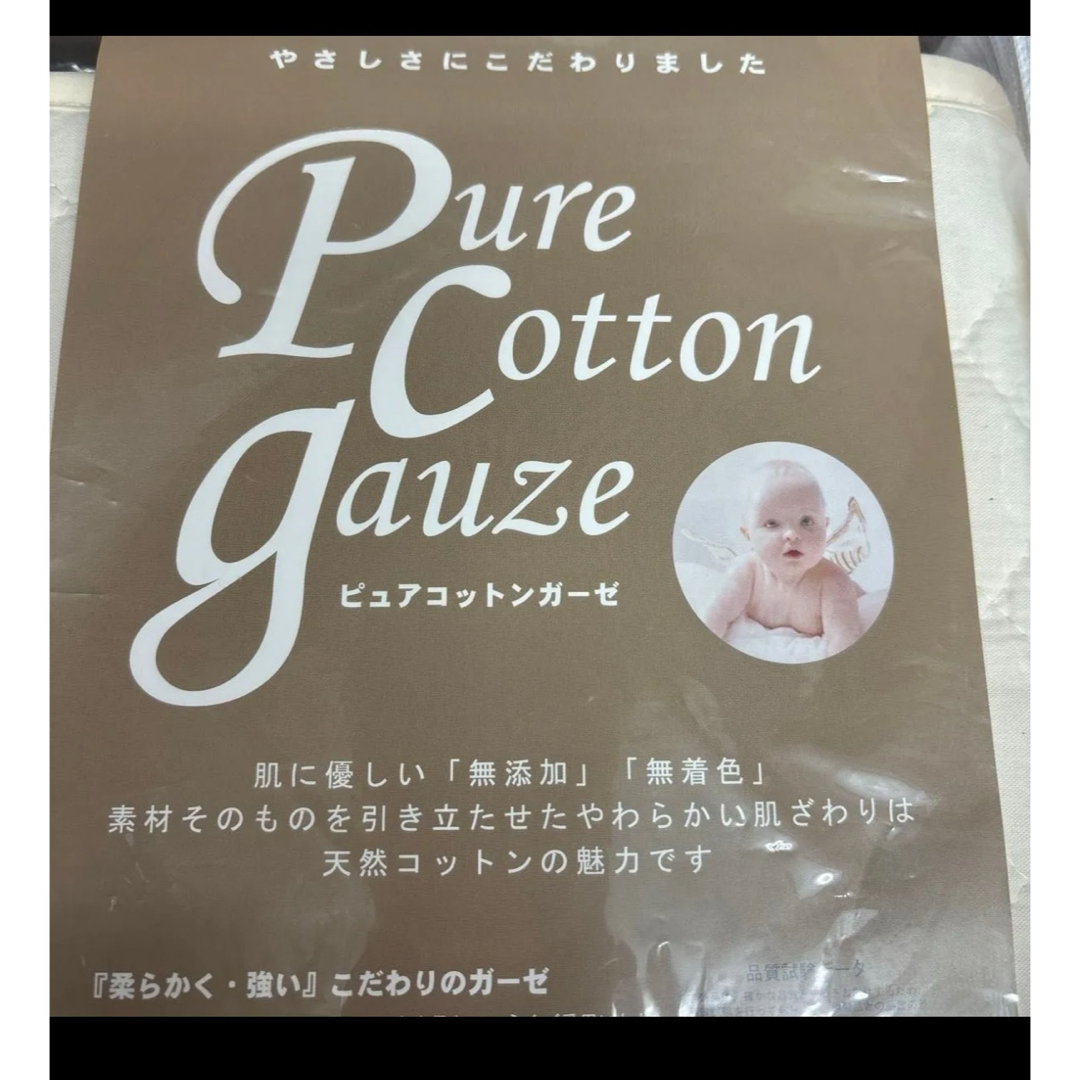 やさしさにこだわりました
Pure
Cotton
gauze
ピュアコットンガーゼ
肌に優しい「無添加」「無着色」
素材そのものを引き立たせたやわらかい肌ざわりは
天然コットンの魅力です
『柔らかく・強い』こだわりのガーゼ
品質試験データ